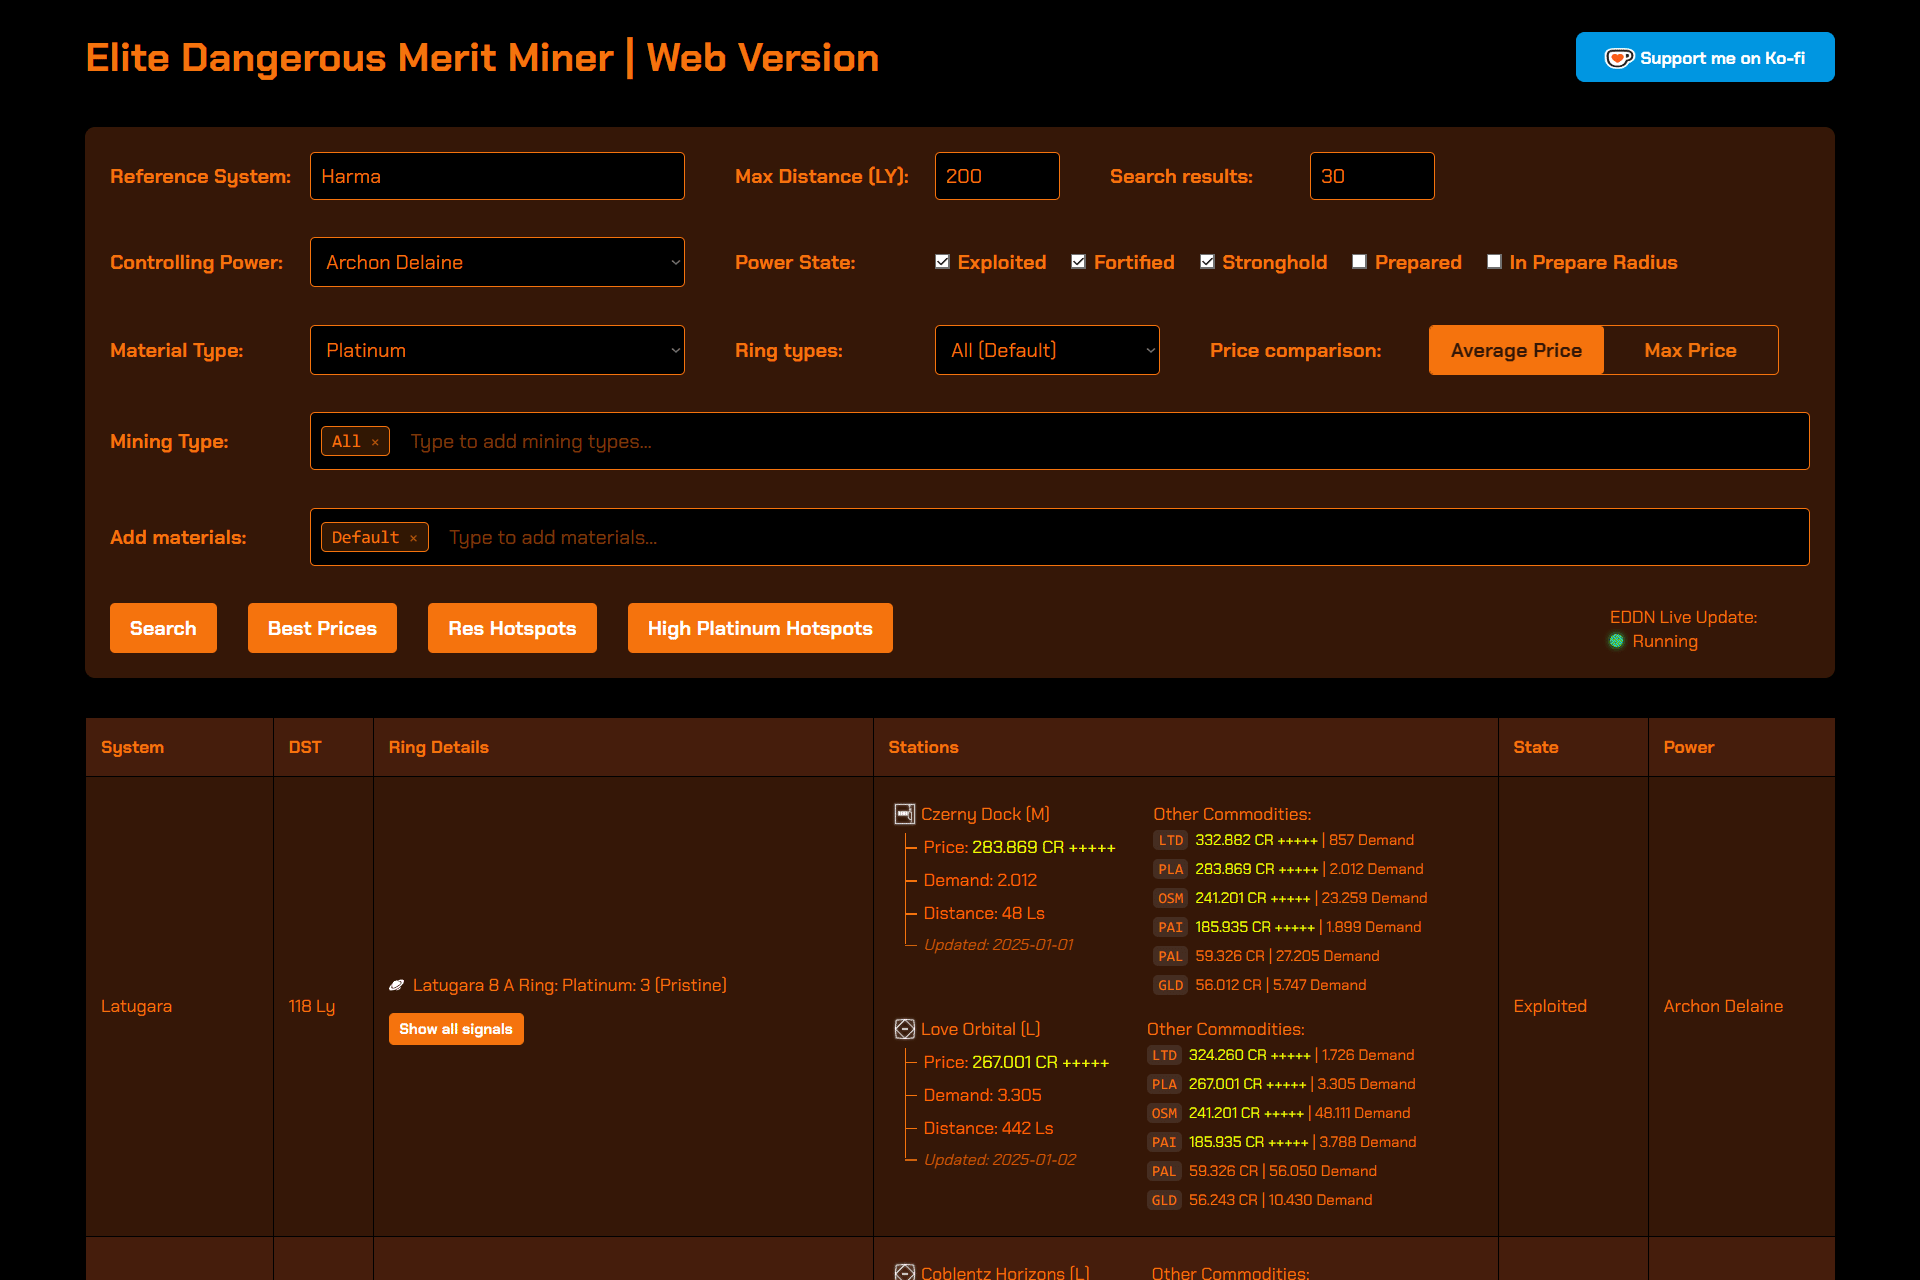 Elite Dangerous Merit Miner | Web Version
Support me on Ko-fi
Reference System: Harma Max Distance (LY): 200 Search results: 30
Controlling Power: Archon Delaine Power State: Exploited Fortified Stronghold Prepared In Prepare Radius
Material Type: Platinum Ring types: All (Default) Price comparison: Average Price Max Price
Mining Type: All × Type to add mining types...
Add materials: Default × Type to add materials...
Search Best Prices Res Hotspots High Platinum Hotspots
EDDN Live Update:
Running
System DST Ring Details Stations State Power
Latugara
118 Ly
Latugara 8 A Ring: Platinum: 3 (Pristine)
Show all signals
Czerny Dock (M)
Price: 283.869 CR +++++
Demand: 2.012
Distance: 48 Ls
Updated: 2025-01-01
Other Commodities:
LTD 332.882 CR +++++ | 857 Demand
PLA 283.869 CR +++++ | 2.012 Demand
OSM 241.201 CR +++++ | 23.259 Demand
PAI 185.935 CR +++++ | 1.899 Demand
PAL 59.326 CR | 27.205 Demand
GLD 56.012 CR | 5.747 Demand
Love Orbital (L)
Price: 267.001 CR +++++
Demand: 3.305
Distance: 442 Ls
Updated: 2025-01-02
Other Commodities:
LTD 324.260 CR +++++ | 1.726 Demand
PLA 267.001 CR +++++ | 3.305 Demand
OSM 241.201 CR +++++ | 48.111 Demand
PAI 185.935 CR +++++ | 3.788 Demand
PAL 59.326 CR | 56.050 Demand
GLD 56.243 CR | 10.430 Demand
Exploited
Archon Delaine
Coblentz Horizons (L)
Other Commodities: